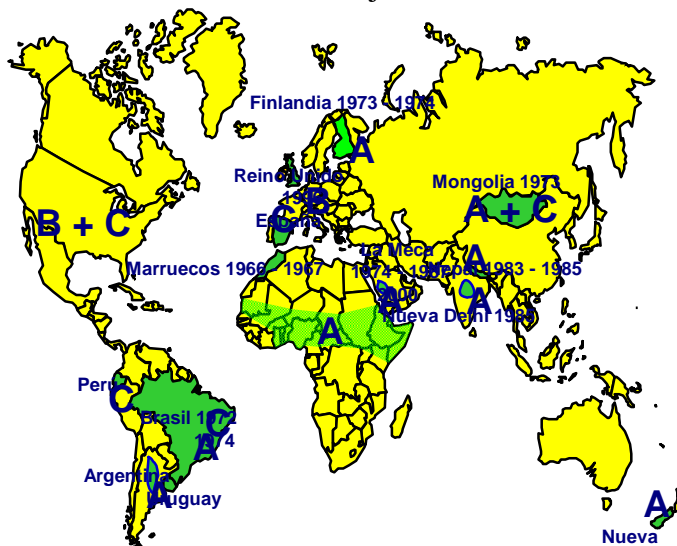 Finlandia 1973 - 1974
A
Reino Unido
Mongolia 1973
B
A + C
B + C
C
España
La Meca
A
Marruecos 1966 - 1967
Nepal 1983 - 1985
2000
A
A
Nueva Delhi
A
Perú
C
Brasil 1972
C
1974
A
Argentina
A
Uruguay
A
Nueva